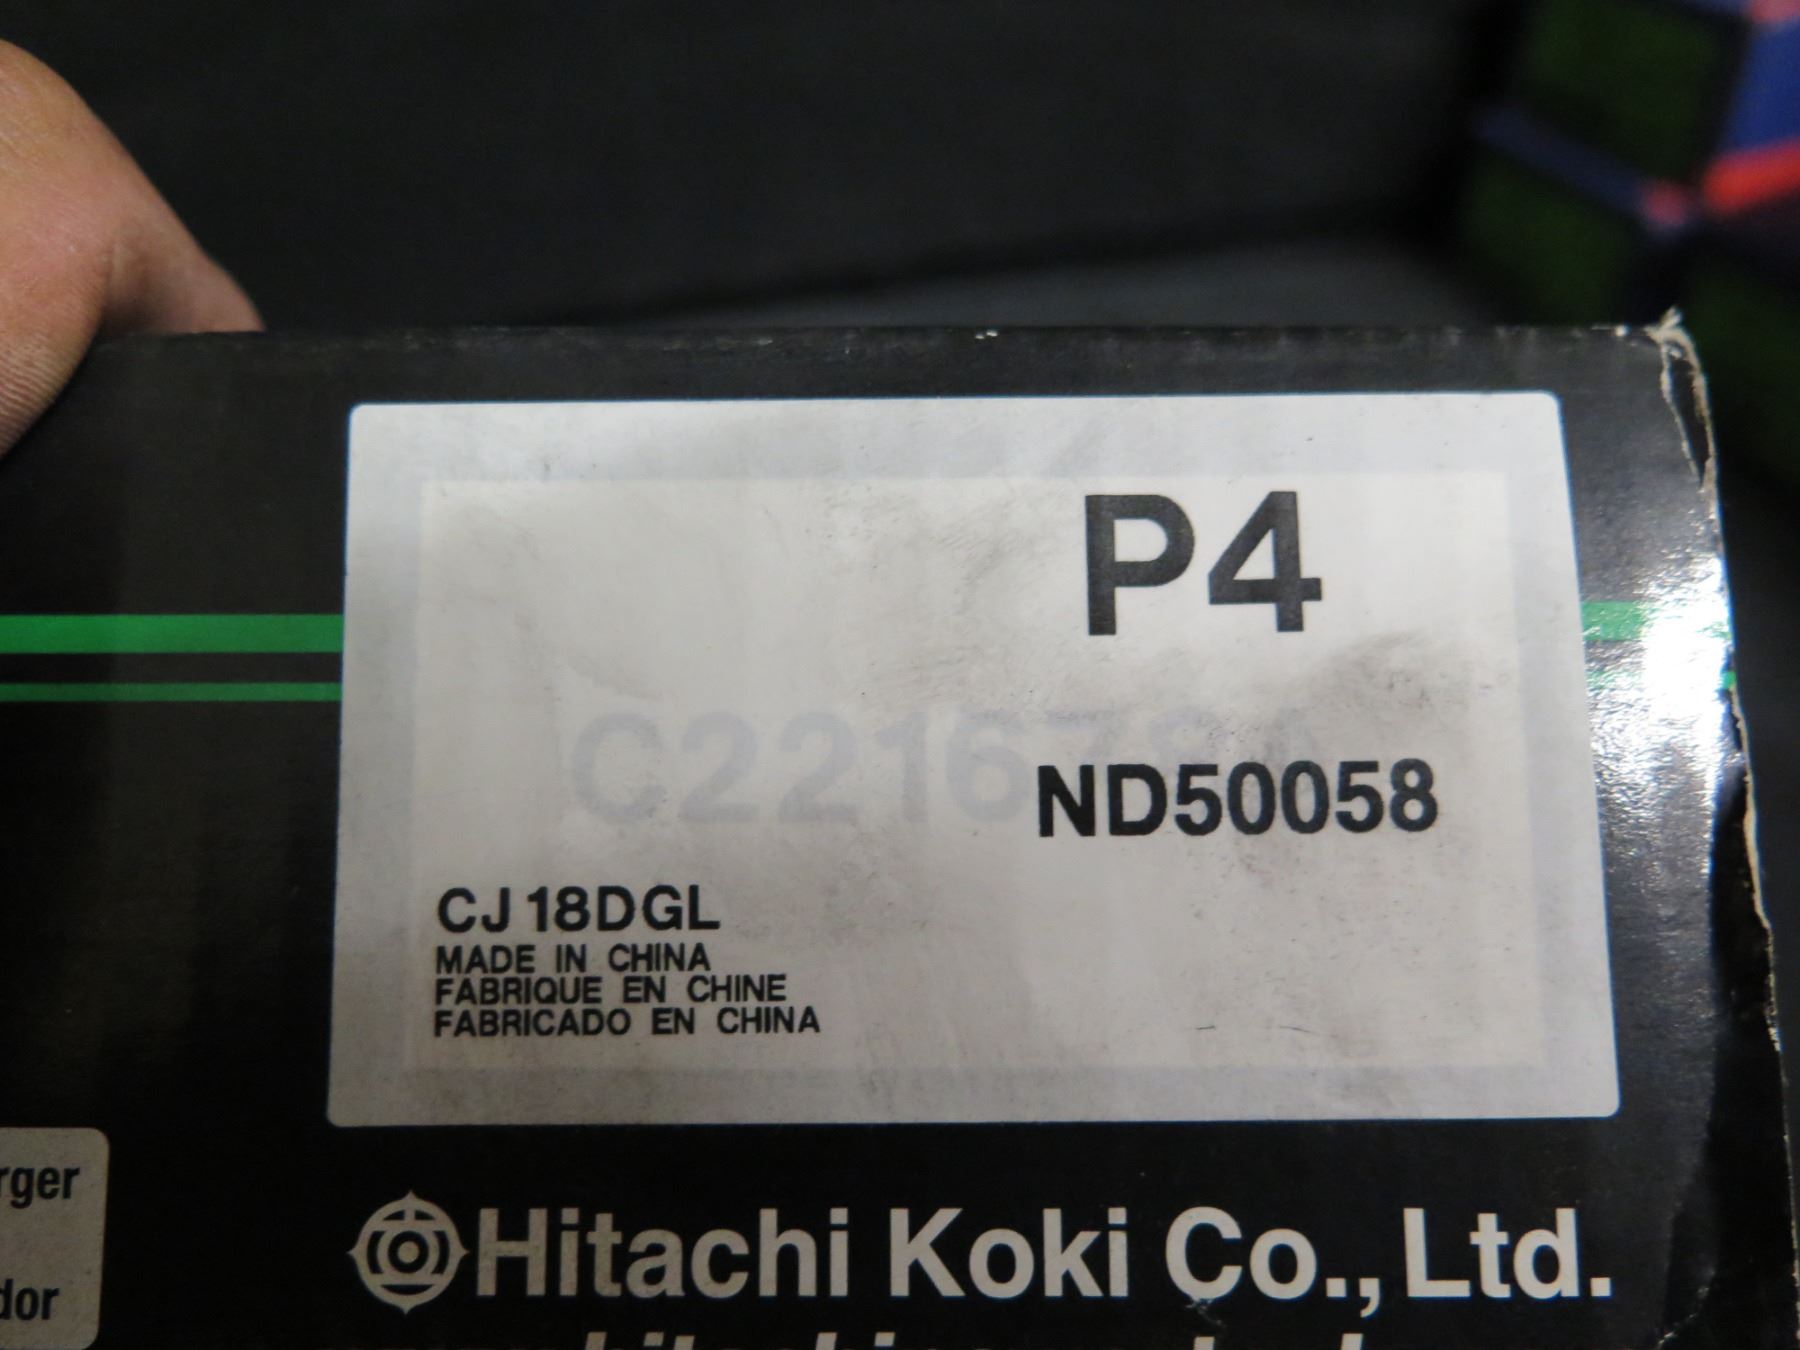 P4
ND50058
CJ18DGL
MADE IN CHINA
FABRIQUE EN CHINE
FABRICADO EN CHINA
rger
dor
Hitachi Koki Co., Ltd.